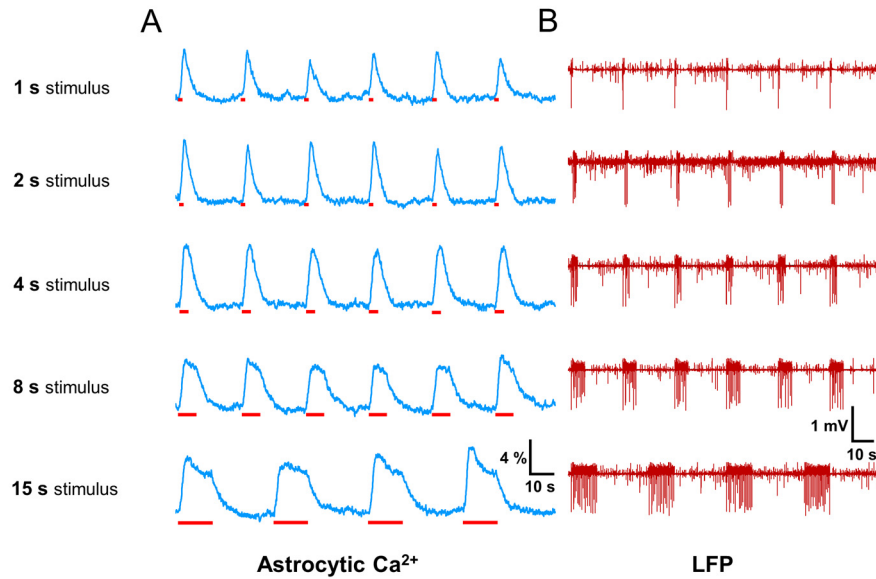 A
B
1 s stimulus
2 s stimulus
4 s stimulus
8 s stimulus
1 mV
10 s
4 %
10 s
15 s stimulus
Astrocytic Ca²⁺
LFP